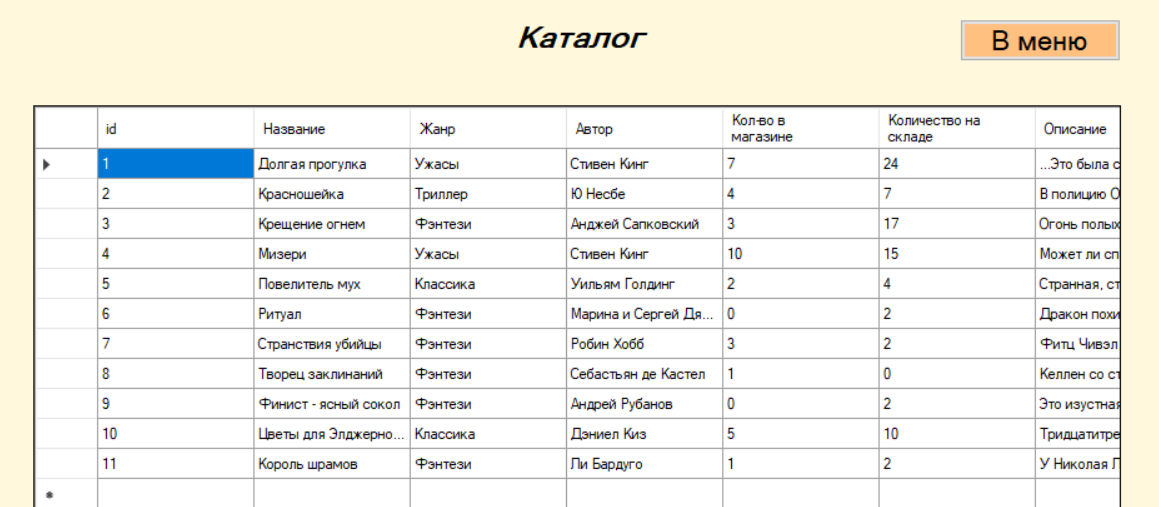 Каталог
В меню
id Название Жанр Автор Кол-во в магазине Количество на складе Описание
1 Долгая прогулка Ужасы Стивен Кинг 7 24 ...Это была с
2 Красношейка Триллер Ю Несбе 4 7 В полицию О
3 Крещение огнем Фэнтези Анджей Сапковский 3 17 Огонь полых
4 Мизери Ужасы Стивен Кинг 10 15 Может ли сп
5 Повелитель мух Классика Уильям Голдинг 2 4 Странная, ст
6 Ритуал Фэнтези Марина и Сергей Дя... 0 2 Дракон похи
7 Странствия убийцы Фэнтези Робин Хобб 3 2 Фитц Чивэл
8 Творец заклинаний Фэнтези Себастьян де Кастел 1 0 Келлен со ст
9 Финист - ясный сокол Фэнтези Андрей Рубанов 0 2 Это изустная
10 Цветы для Элджерно... Классика Дэниел Киз 5 10 Тридцатитре
11 Король шрамов Фэнтези Ли Бардуго 1 2 У Николая Л